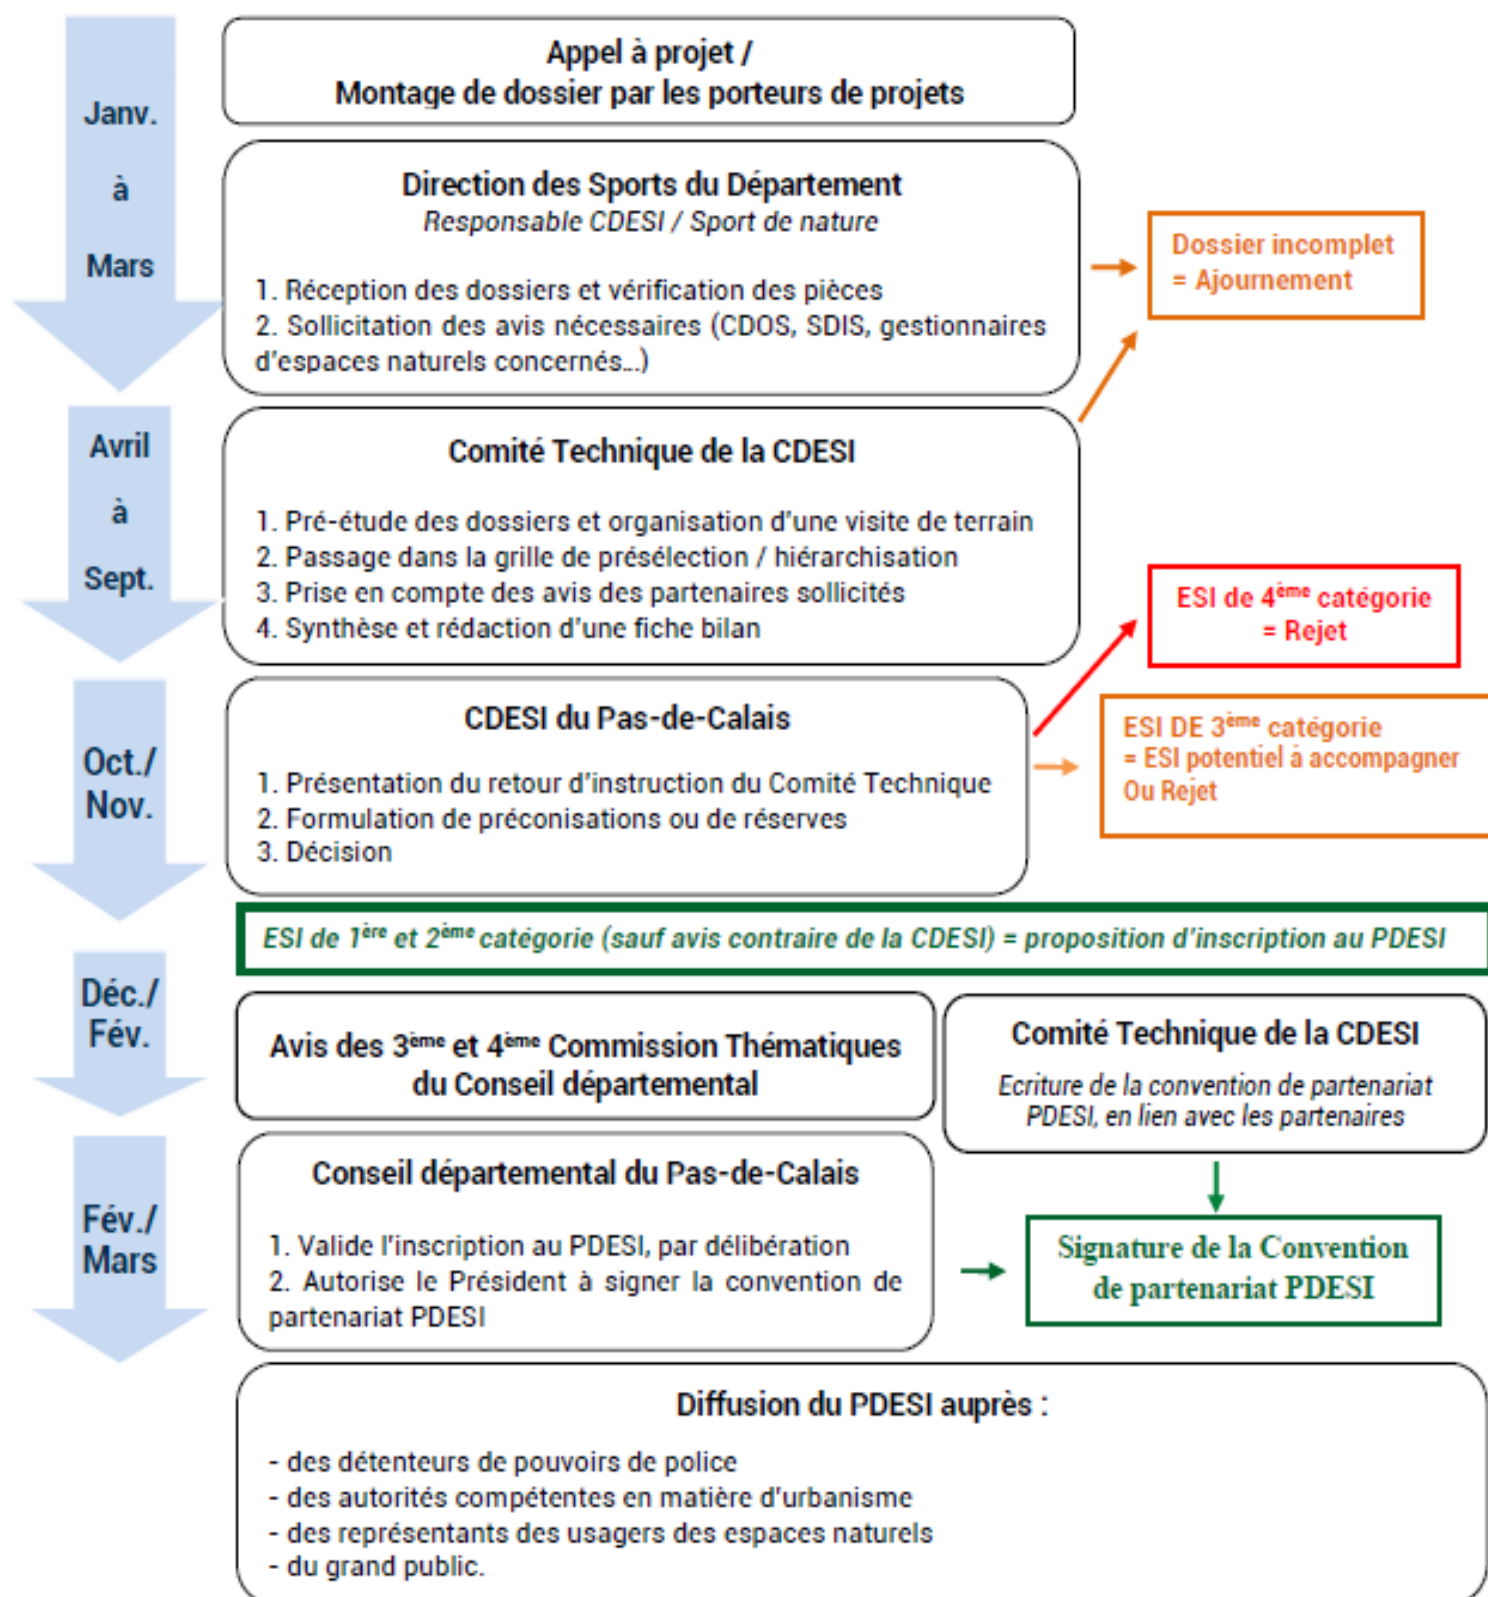 Janv.
à
Mars
Appel à projet /
Montage de dossier par les porteurs de projets
Direction des Sports du Département
Responsable CDESI / Sport de nature
1. Réception des dossiers et vérification des pièces
2. Sollicitation des avis nécessaires (CDOS, SDIS, gestionnaires
d'espaces naturels concernés...)
Dossier incomplet
= Ajournement
Avril
à
Sept.
Comité Technique de la CDESI
1. Pré-étude des dossiers et organisation d'une visite de terrain
2. Passage dans la grille de présélection / hiérarchisation
3. Prise en compte des avis des partenaires sollicités
4. Synthèse et rédaction d'une fiche bilan
ESI de 4ème catégorie
= Rejet
Oct./
Nov.
CDESI du Pas-de-Calais
1. Présentation du retour d'instruction du Comité Technique
2. Formulation de préconisations ou de réserves
3. Décision
ESI DE 3ème catégorie
= ESI potentiel à accompagner
Ou Rejet
ESI de 1ère et 2ème catégorie (sauf avis contraire de la CDESI) = proposition d'inscription au PDESI
Déc./
Fév.
Avis des 3ème et 4ème Commission Thématiques
du Conseil départemental
Comité Technique de la CDESI
Ecriture de la convention de partenariat
PDESI, en lien avec les partenaires
Fév./
Mars
Conseil départemental du Pas-de-Calais
1. Valide l'inscription au PDESI, par délibération
2. Autorise le Président à signer la convention de
partenariat PDESI
Signature de la Convention
de partenariat PDESI
Diffusion du PDESI auprès :
- des détenteurs de pouvoirs de police
- des autorités compétentes en matière d'urbanisme
- des représentants des usagers des espaces naturels
- du grand public.